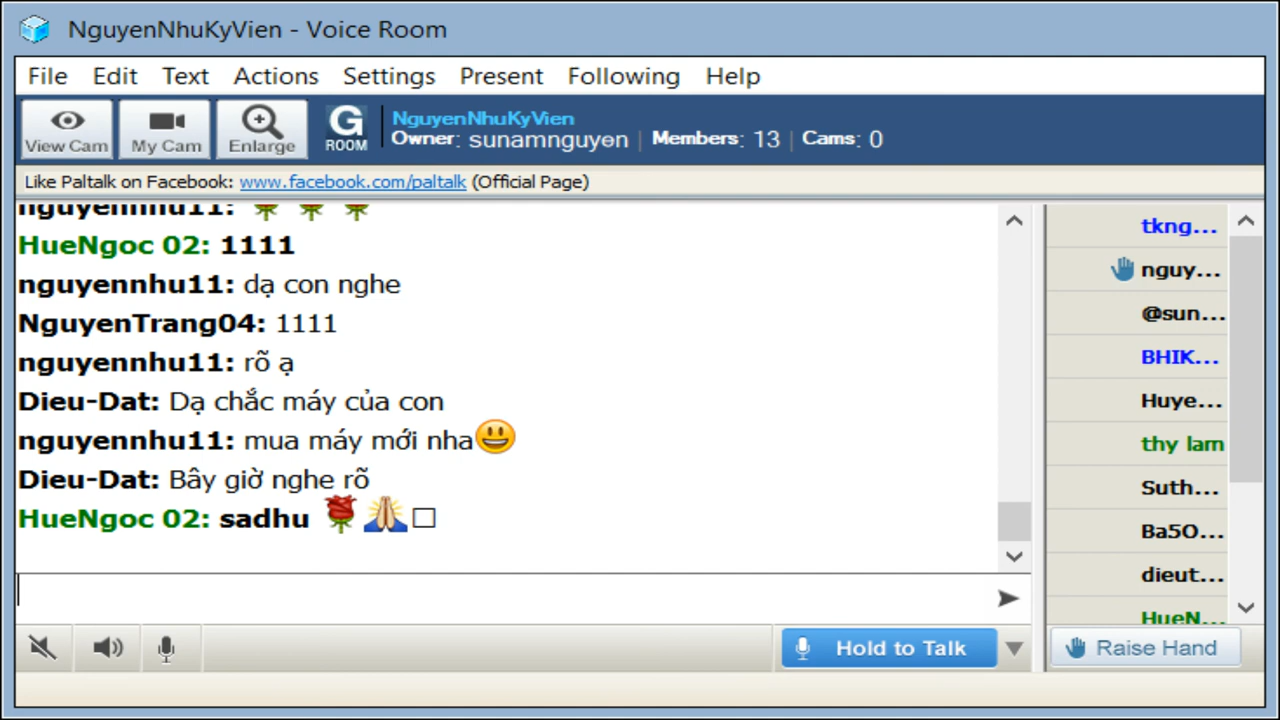 NguyenNhuKyVien - Voice Room
File Edit Text Actions Settings Present Following Help
View Cam My Cam Enlarge G ROOM
NguyenNhuKyVien
Owner: sunamnguyen | Members: 13 | Cams: 0
Like Paltalk on Facebook: www.facebook.com/paltalk (Official Page)
nguyennhu11:
HueNgoc 02: 1111
nguyennhu11: dạ con nghe
NguyenTrang04: 1111
nguyennhu11: rõ ạ
Dieu-Dat: Dạ chắc máy của con
nguyennhu11: mua máy mới nha😃
Dieu-Dat: Bây giờ nghe rõ
HueNgoc 02: sadhu 🌹🙏□
tkng...
nguy...
@sun...
BHIK...
Huye...
thy lam
Suth...
Ba5O...
dieut...
HueN...
Hold to Talk
Raise Hand